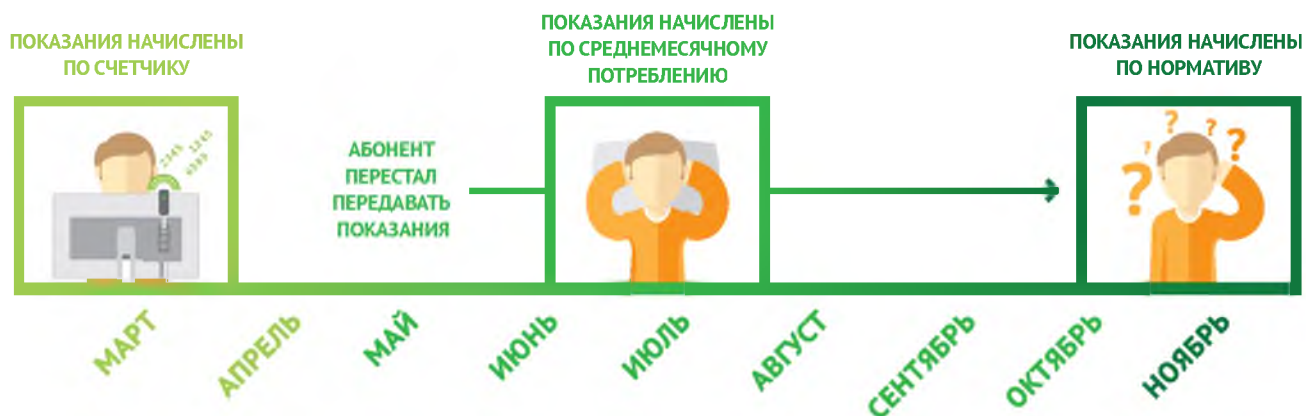 ПОКАЗАНИЯ НАЧИСЛЕНЫ
ПО СЧЕТЧИКУ
ПОКАЗАНИЯ НАЧИСЛЕНЫ
ПО СРЕДНЕМЕСЯЧНОМУ
ПОТРЕБЛЕНИЮ
ПОКАЗАНИЯ НАЧИСЛЕНЫ
ПО НОРМАТИВУ
АБОНЕНТ
ПЕРЕСТАЛ
ПЕРЕДАВАТЬ
ПОКАЗАНИЯ
? ? ? ? ?
МАРТ
АПРЕЛЬ
МАЙ
ИЮНЬ
ИЮЛЬ
АВГУСТ
СЕНТЯБРЬ
ОКТЯБРЬ
НОЯБРЬ